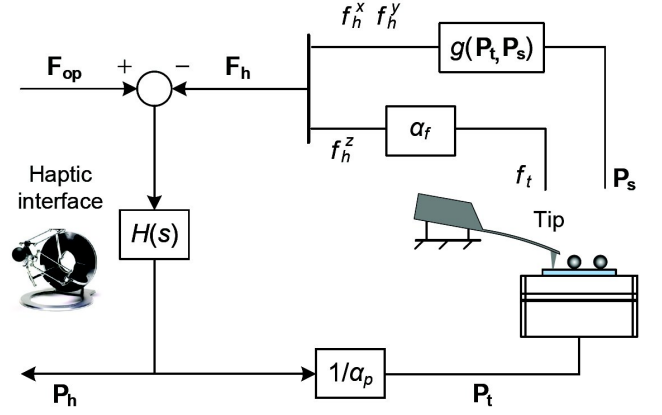 f_h^x f_h^y
g(P_t,P_s)
F_op
+
−
F_h
f_h^z
α_f
f_t
P_s
Haptic
interface
H(s)
Tip
P_h
1/α_p
P_t